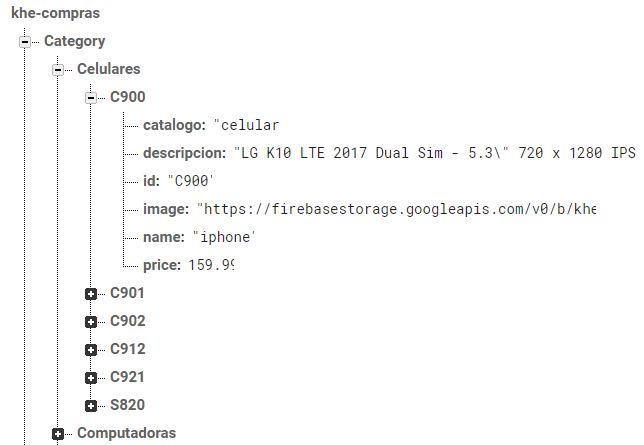 khe-compras
Category
Celulares
C900
catalogo: "celular
descripcion: "LG K10 LTE 2017 Dual Sim - 5.3\" 720 x 1280 IPS
id: "C900'
image: "https://firebasestorage.googleapis.com/v0/b/khe
name: "iphone'
price: 159.99
C901
C902
C912
C921
S820
Computadoras